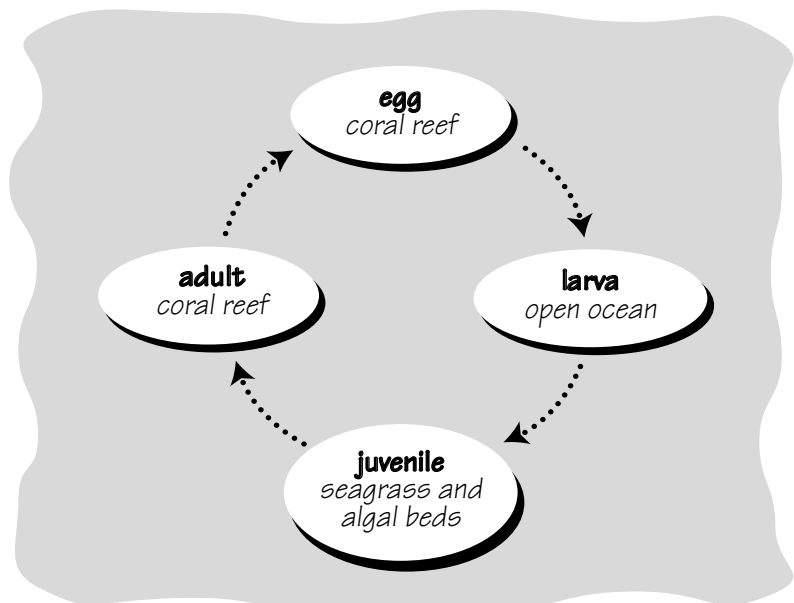 egg
coral reef
adult
coral reef
larva
open ocean
juvenile
seagrass and
algal beds